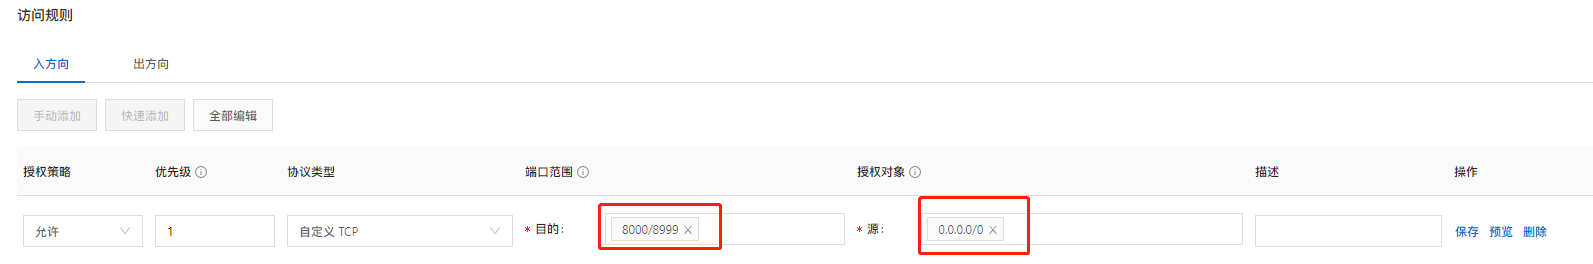 访问规则
入方向 出方向
手动添加 快速添加 全部编辑
授权策略 优先级 协议类型 端口范围 授权对象 描述 操作
允许 1 自定义 TCP * 目的: 8000/8999 × * 源: 0.0.0.0/0 × 保存 预览 删除